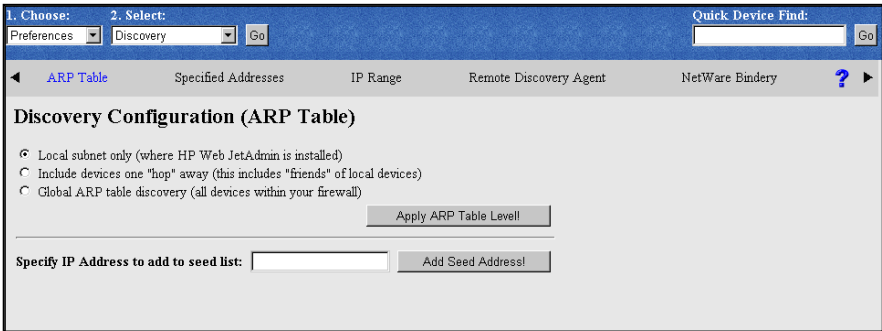 1. Choose: 2. Select: Quick Device Find:
Preferences Discovery Go Go
ARP Table Specified Addresses IP Range Remote Discovery Agent NetWare Bindery ?
Discovery Configuration (ARP Table)
Local subnet only (where HP Web JetAdmin is installed)
Include devices one "hop" away (this includes "friends" of local devices)
Global ARP table discovery (all devices within your firewall)
Apply ARP Table Level!
Specify IP Address to add to seed list: Add Seed Address!